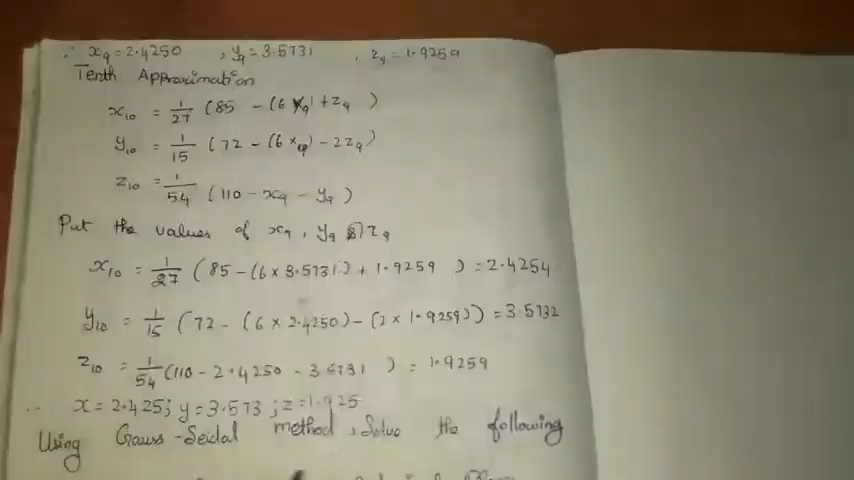 ∴ x₉ = 2.4250 , y₉ = 3.5731 , z₉ = 1.9259
Tenth Approximation
x₁₀ = 1/27 (85 - (6 y₉) + z₉ )
y₁₀ = 1/15 (72 - (6 x₉) - 2z₉)
z₁₀ = 1/54 (110 - x₉ - y₉ )
Put the values of x₉, y₉ & z₉
x₁₀ = 1/27 ( 85 - (6 x 3.5731) + 1.9259 ) = 2.4254
y₁₀ = 1/15 (72 - (6 x 2.4250) - (2 x 1.9259)) = 3.5732
z₁₀ = 1/54 (110 - 2.4250 - 3.5731 ) = 1.9259
∴ x = 2.425; y = 3.573 ; z = 1.925
Using Gauss-Seidal method, Solve the following